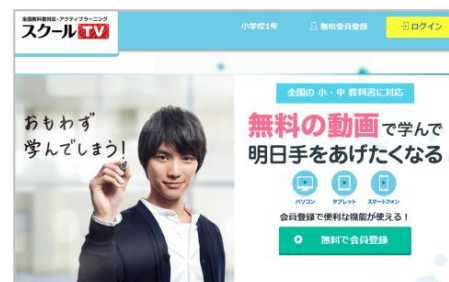 全国教科書対応・アクティブラーニング
スクールTV
小学校1年
無料会員登録
ログイン
全国の 小・中 教科書に対応
おもわず
学んでしまう!
無料の動画で学んで
明日手をあげたくなる
パソコン
タブレット
スマートフォン
会員登録で便利な機能が使える!
無料で会員登録